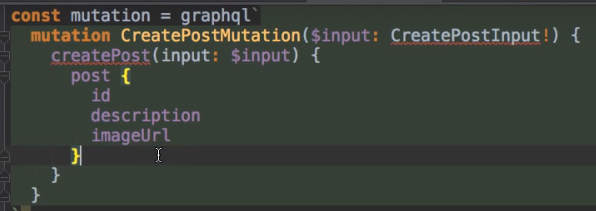 const mutation = graphql`
  mutation CreatePostMutation($input: CreatePostInput!) {
    createPost(input: $input) {
      post {
        id
        description
        imageUrl
      }
    }
  }
`